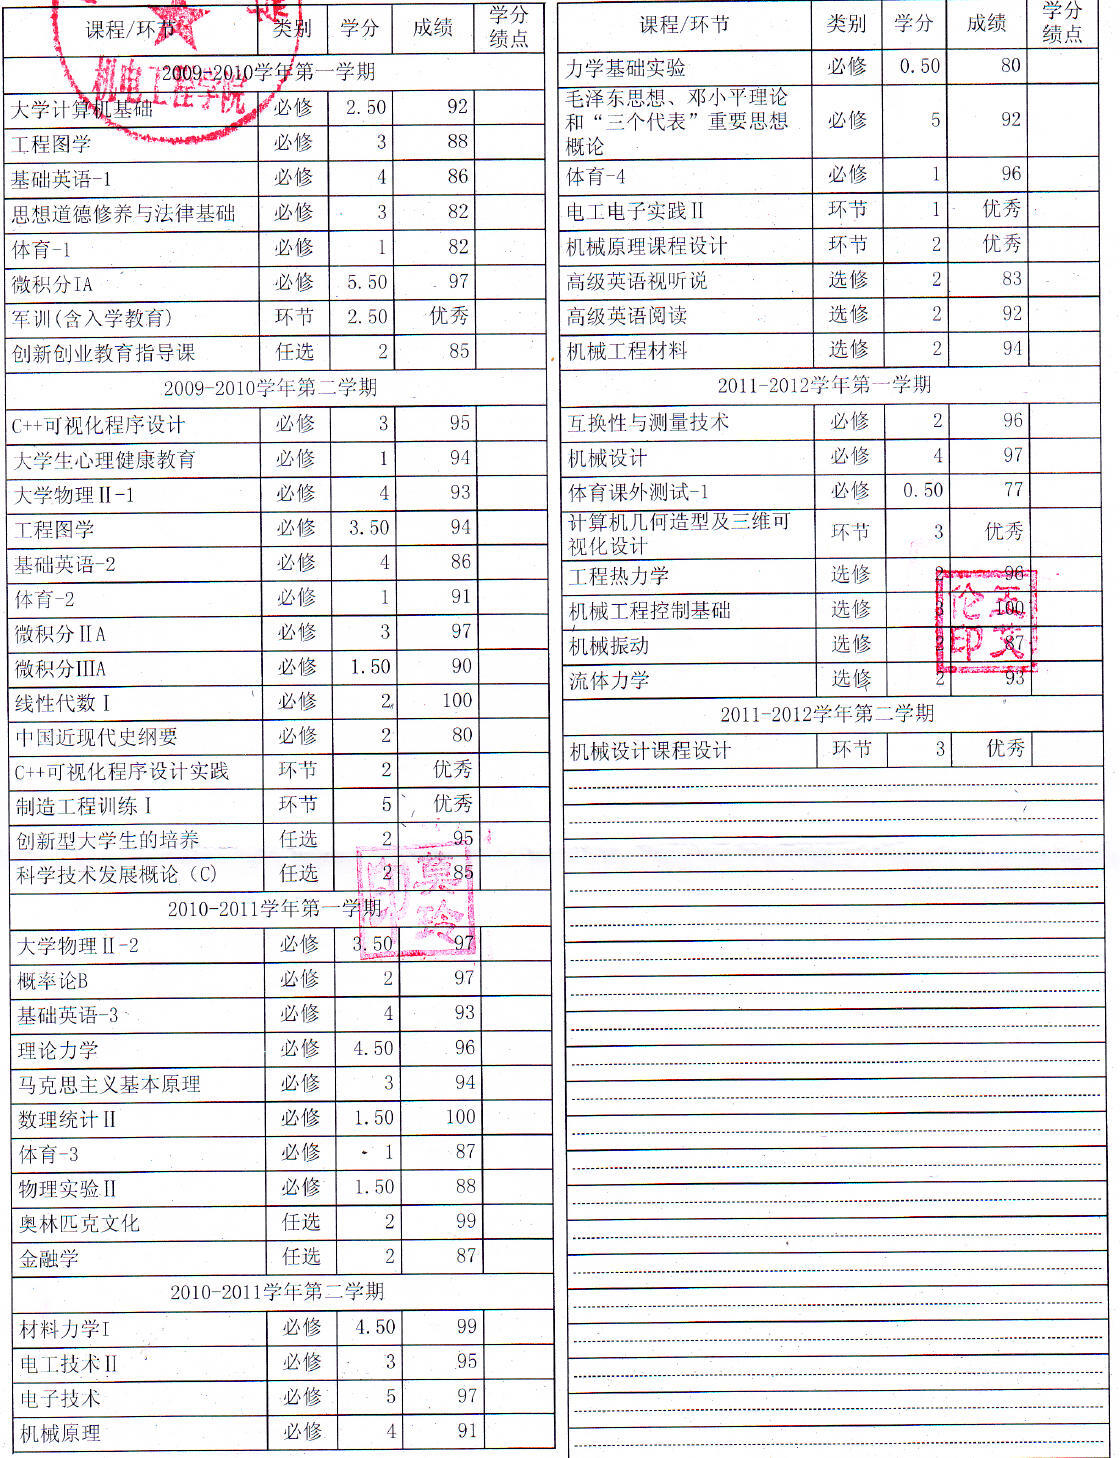 课程/环节 类别 学分 成绩 学分绩点
2009-2010学年第一学期
机电工程学院
大学计算机基础 必修 2.50 92
工程图学 必修 3 88
基础英语-1 必修 4 86
思想道德修养与法律基础 必修 3 82
体育-1 必修 1 82
微积分IA 必修 5.50 97
军训(含入学教育) 环节 2.50 优秀
创新创业教育指导课 任选 2 85
2009-2010学年第二学期
C++可视化程序设计 必修 3 95
大学生心理健康教育 必修 1 94
大学物理Ⅱ-1 必修 4 93
工程图学 必修 3.50 94
基础英语-2 必修 4 86
体育-2 必修 1 91
微积分ⅡA 必修 3 97
微积分ⅢA 必修 1.50 90
线性代数Ⅰ 必修 2 100
中国近现代史纲要 必修 2 80
C++可视化程序设计实践 环节 2 优秀
制造工程训练Ⅰ 环节 5 优秀
创新型大学生的培养 任选 2 95
科学技术发展概论（C） 任选 2 85
2010-2011学年第一学期
大学物理Ⅱ-2 必修 3.50 97
概率论B 必修 2 97
基础英语-3 必修 4 93
理论力学 必修 4.50 96
马克思主义基本原理 必修 3 94
数理统计Ⅱ 必修 1.50 100
体育-3 必修 1 87
物理实验Ⅱ 必修 1.50 88
奥林匹克文化 任选 2 99
金融学 任选 2 87
2010-2011学年第二学期
材料力学I 必修 4.50 99
电工技术Ⅱ 必修 3 95
电子技术 必修 5 97
机械原理 必修 4 91
课程/环节 类别 学分 成绩 学分绩点
力学基础实验 必修 0.50 80
毛泽东思想、邓小平理论
和“三个代表”重要思想 必修 5 92
概论
体育-4 必修 1 96
电工电子实践Ⅱ 环节 1 优秀
机械原理课程设计 环节 2 优秀
高级英语视听说 选修 2 83
高级英语阅读 选修 2 92
机械工程材料 选修 2 94
2011-2012学年第一学期
互换性与测量技术 必修 2 96
机械设计 必修 4 97
体育课外测试-1 必修 0.50 77
计算机几何造型及三维可
视化设计 环节 3 优秀
工程热力学 选修 2 96
机械工程控制基础 选修 3 100
机械振动 选修 2 87
流体力学 选修 2 93
2011-2012学年第二学期
机械设计课程设计 环节 3 优秀